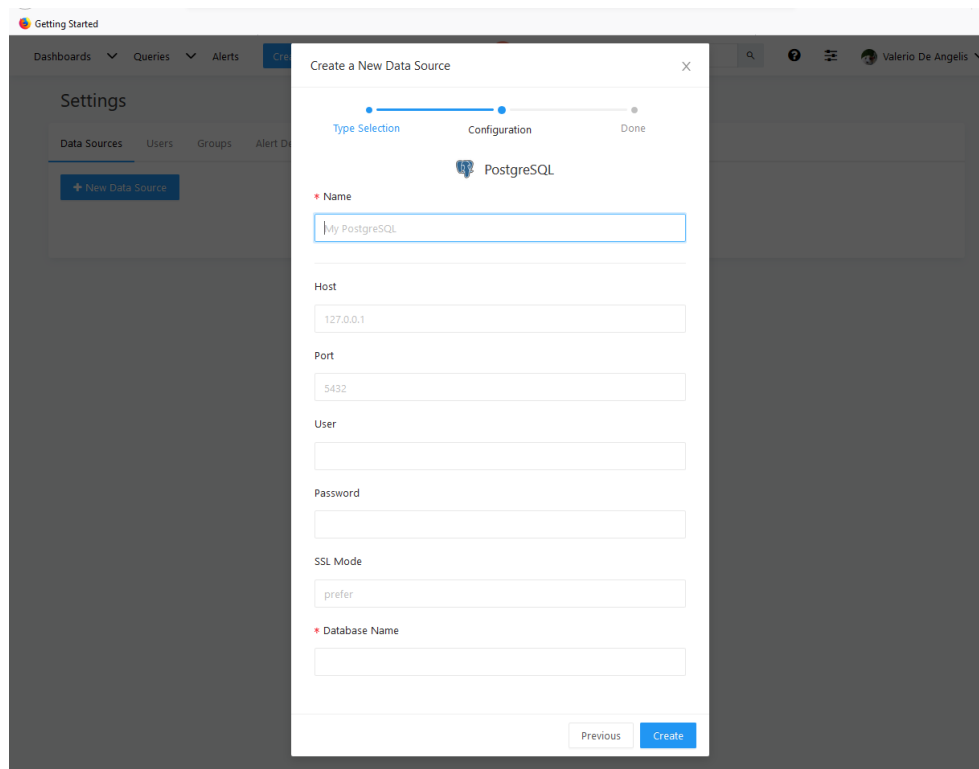 Getting Started
Dashboards Queries Alerts Valerio De Angelis
Create a New Data Source
Settings
Type Selection Configuration Done
Data Sources Users Groups
PostgreSQL
+ New Data Source
* Name
My PostgreSQL
Host
127.0.0.1
Port
5432
User
Password
SSL Mode
prefer
* Database Name
Previous Create